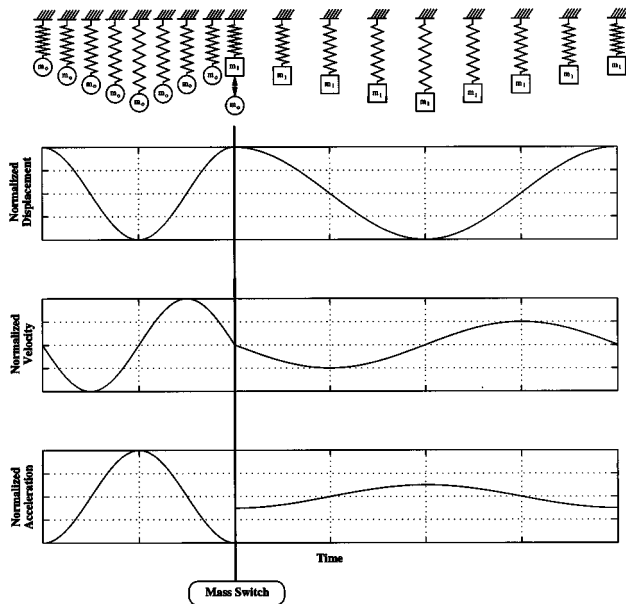 m₀ m₀ m₀ m₀ m₀ m₀ m₀ m₀ m₁ m₁ m₁ m₁ m₁ m₁ m₁ m₁ m₁
m₀
Normalized
Displacement
Normalized
Velocity
Normalized
Acceleration
Time
Mass Switch